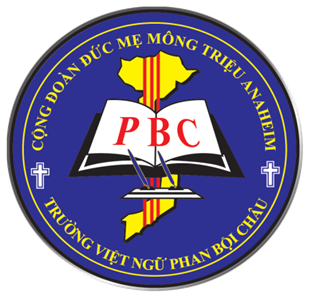 CỘNG ĐOÀN ĐỨC MẸ MÔNG TRIỆU ANAHEIM
PBC
TRƯỜNG VIỆT NGỮ PHAN BỘI CHÂU